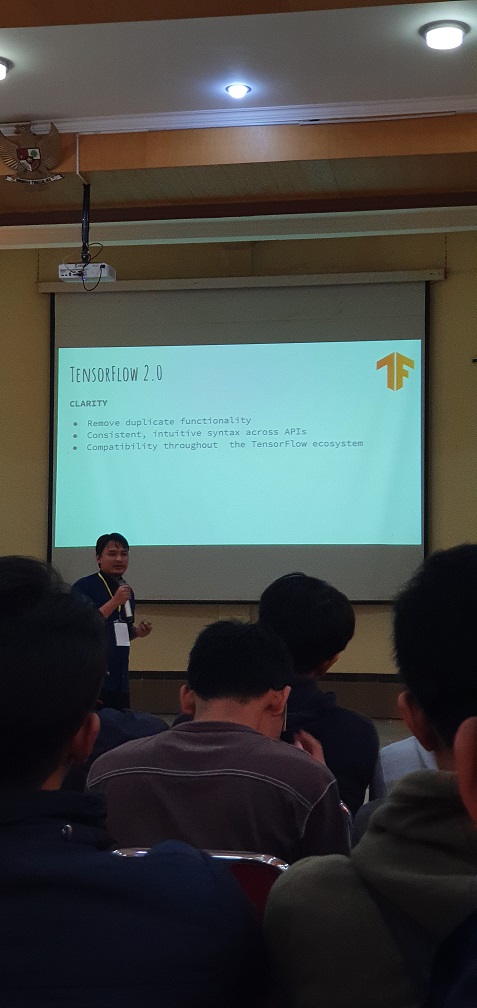 TensorFlow 2.0
CLARITY
● Remove duplicate functionality
● Consistent, intuitive syntax across APIs
● Compatibility throughout the TensorFlow ecosystem